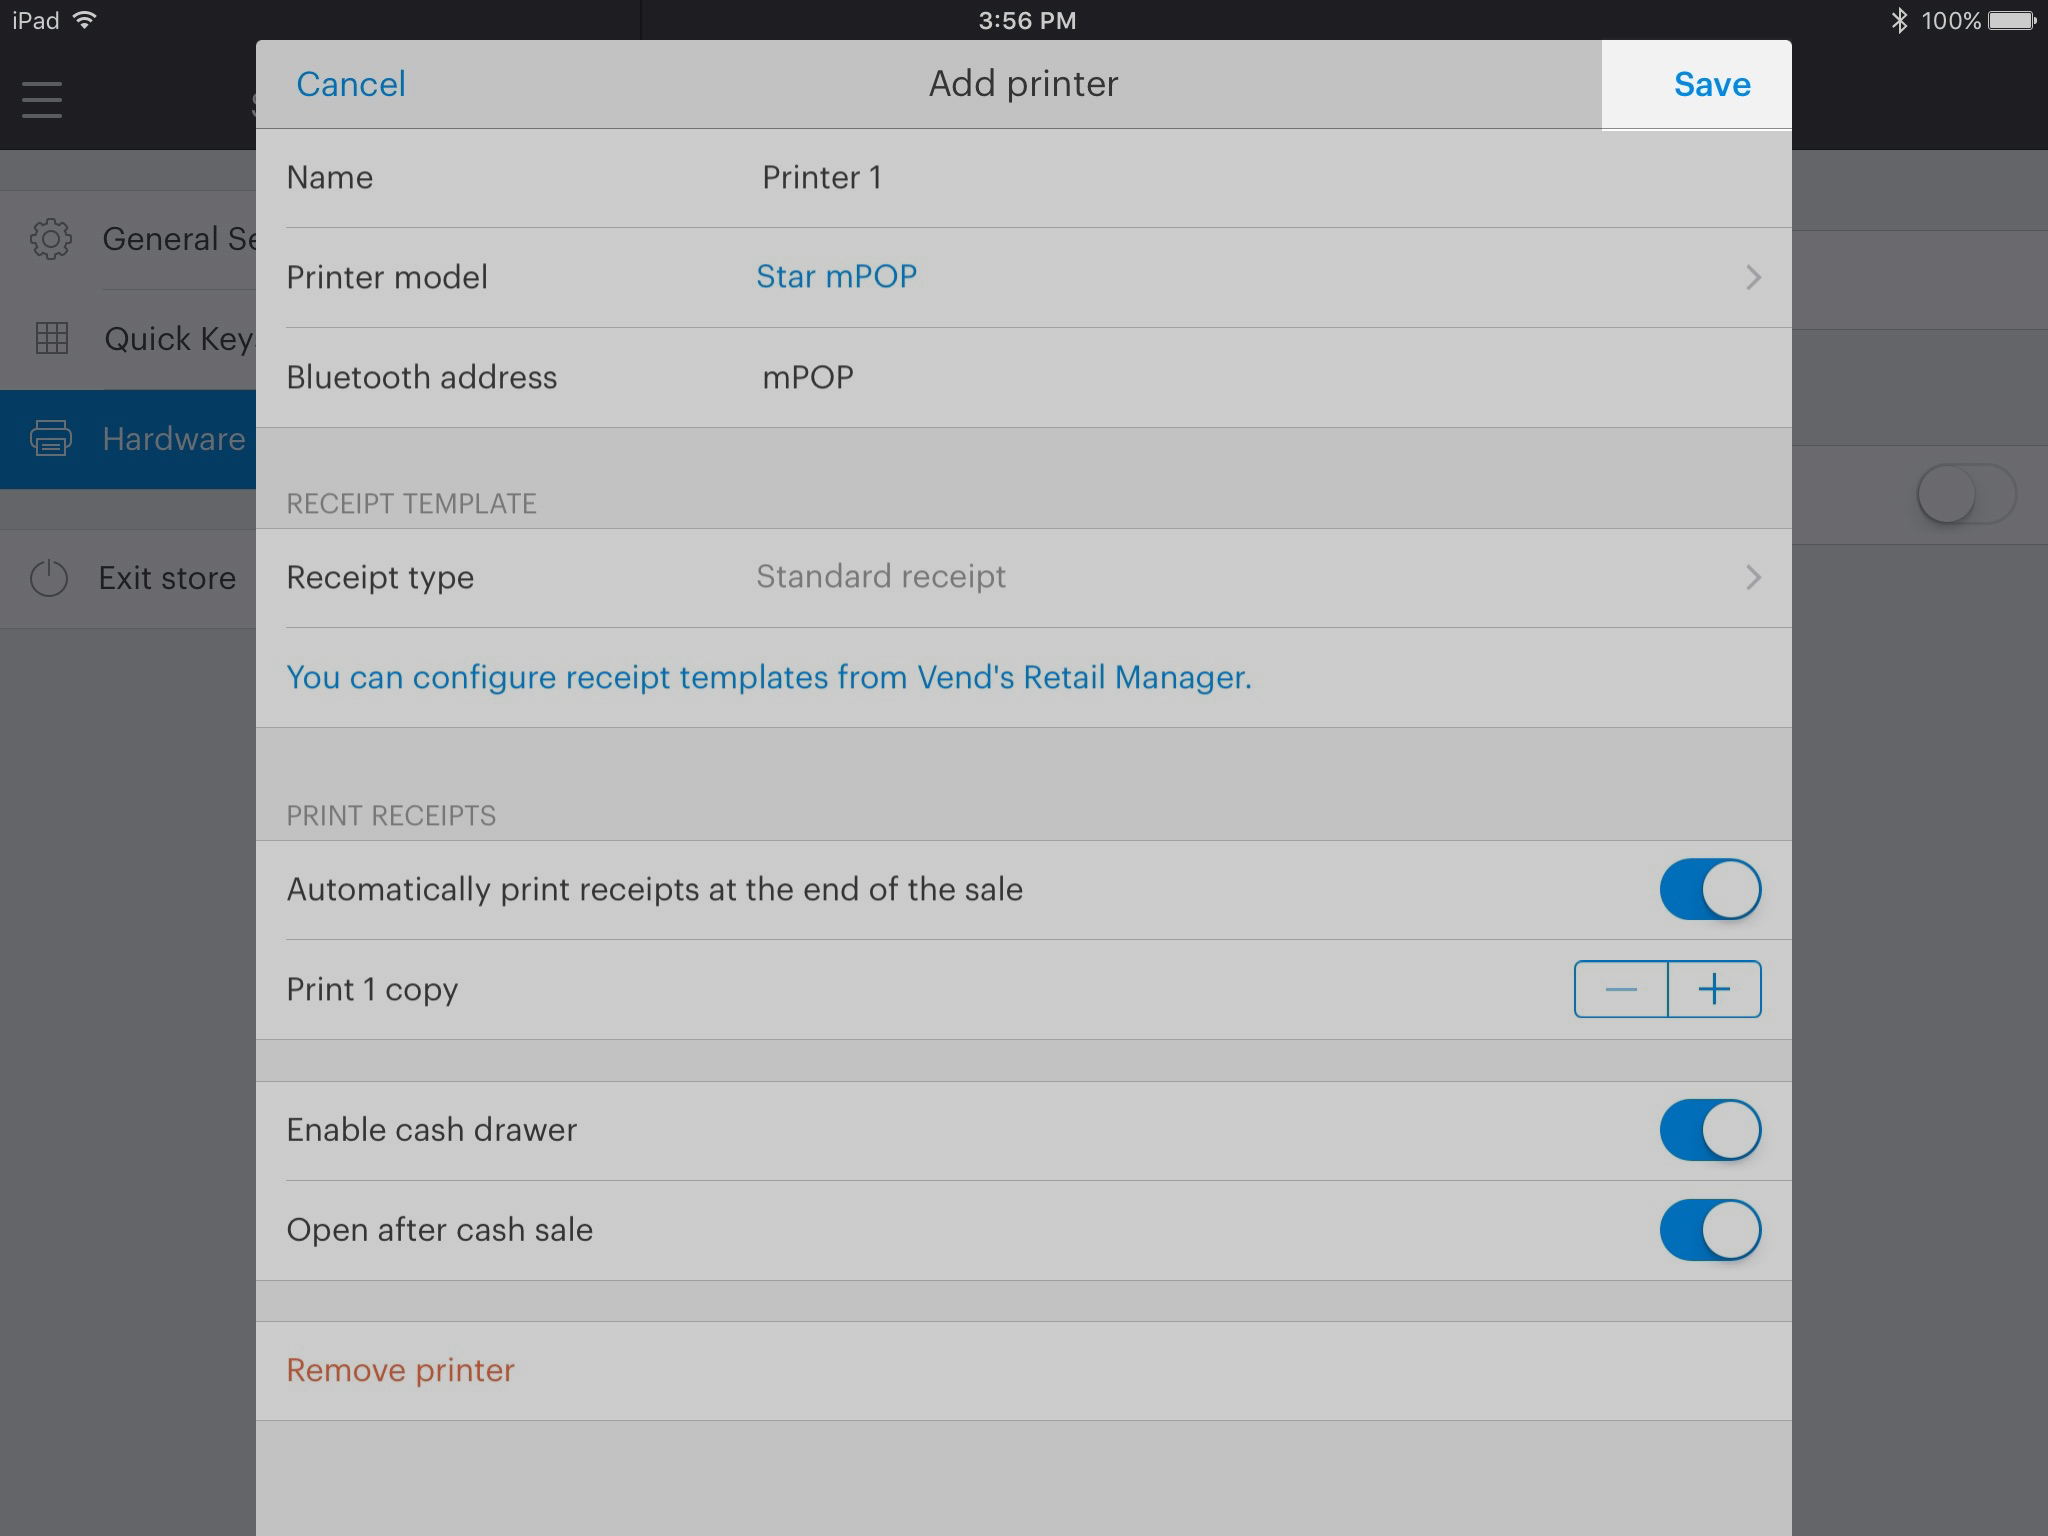 iPad 3:56 PM 100%
Cancel Add printer Save
Name Printer 1
General Se
Printer model Star mPOP
Quick Key
Bluetooth address mPOP
Hardware
RECEIPT TEMPLATE
Exit store
Receipt type Standard receipt
You can configure receipt templates from Vend's Retail Manager.
PRINT RECEIPTS
Automatically print receipts at the end of the sale
Print 1 copy
Enable cash drawer
Open after cash sale
Remove printer